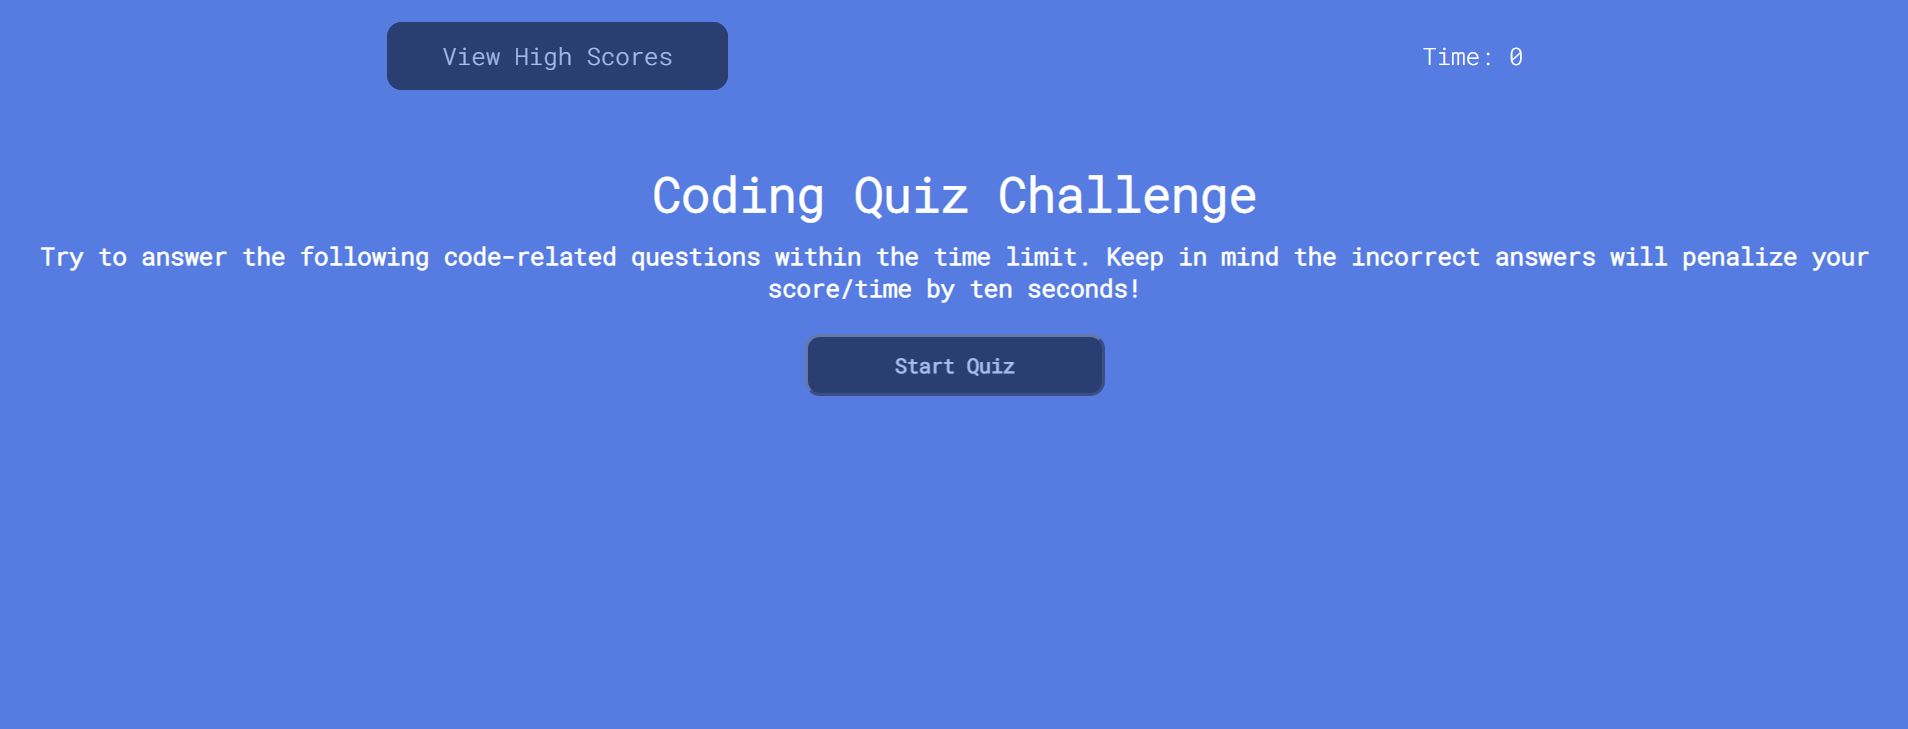 View High Scores
Time: 0
Coding Quiz Challenge
Try to answer the following code-related questions within the time limit. Keep in mind the incorrect answers will penalize your
score/time by ten seconds!
Start Quiz